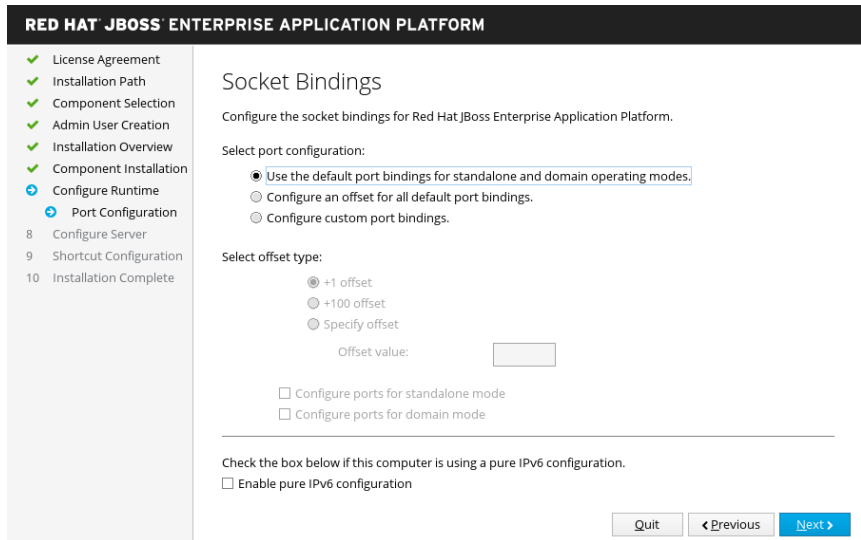 RED HAT JBOSS ENTERPRISE APPLICATION PLATFORM
License Agreement
Installation Path
Component Selection
Admin User Creation
Installation Overview
Component Installation
Configure Runtime
Port Configuration
8 Configure Server
9 Shortcut Configuration
10 Installation Complete
Socket Bindings
Configure the socket bindings for Red Hat JBoss Enterprise Application Platform.
Select port configuration:
Use the default port bindings for standalone and domain operating modes.
Configure an offset for all default port bindings.
Configure custom port bindings.
Select offset type:
+1 offset
+100 offset
Specify offset
Offset value:
Configure ports for standalone mode
Configure ports for domain mode
Check the box below if this computer is using a pure IPv6 configuration.
Enable pure IPv6 configuration
Quit
Previous
Next